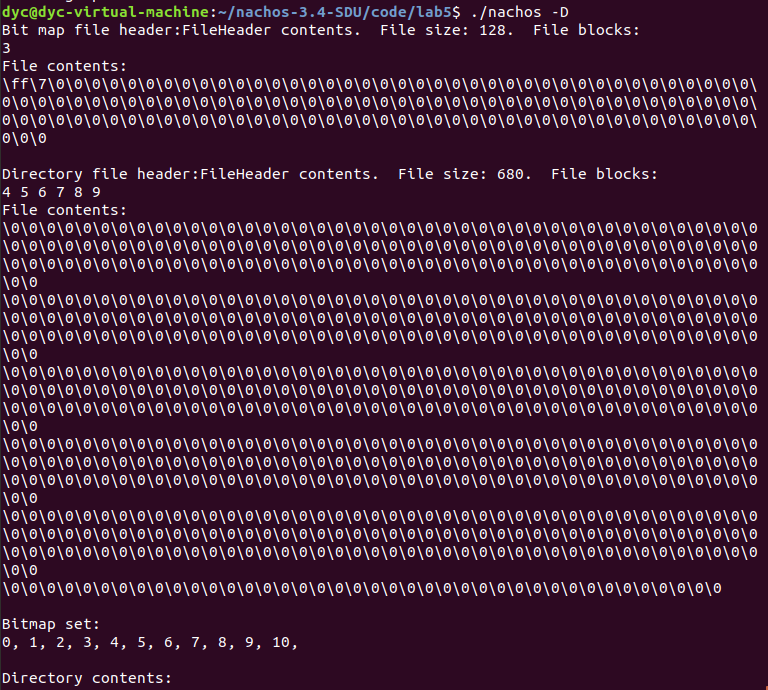 dyc@dyc-virtual-machine:~/nachos-3.4-SDU/code/lab5$ ./nachos -D
Bit map file header:FileHeader contents.  File size: 128.  File blocks:
3
File contents:
\ff\7\0\0\0\0\0\0\0\0\0\0\0\0\0\0\0\0\0\0\0\0\0\0\0\0\0\0\0\0\0\0\0\0\0\0\0\0\0\0\0\0\0\
0\0\0\0\0\0\0\0\0\0\0\0\0\0\0\0\0\0\0\0\0\0\0\0\0\0\0\0\0\0\0\0\0\0\0\0\0\0\0\0\0\0\
0\0\0\0\0\0\0\0\0\0\0\0\0\0\0\0\0\0\0\0\0\0\0\0\0\0\0\0\0\0\0\0\0\0\0\0\0\0\0\0\0\0\
0\0\0
Directory file header:FileHeader contents.  File size: 680.  File blocks:
4 5 6 7 8 9
File contents:
\0\0\0\0\0\0\0\0\0\0\0\0\0\0\0\0\0\0\0\0\0\0\0\0\0\0\0\0\0\0\0\0\0\0\0\0\0\0\0\0\0\0
\0\0\0\0\0\0\0\0\0\0\0\0\0\0\0\0\0\0\0\0\0\0\0\0\0\0\0\0\0\0\0\0\0\0\0\0\0\0\0\0\0\0
\0\0\0\0\0\0\0\0\0\0\0\0\0\0\0\0\0\0\0\0\0\0\0\0\0\0\0\0\0\0\0\0\0\0\0\0\0\0\0\0\0\0
\0\0
\0\0\0\0\0\0\0\0\0\0\0\0\0\0\0\0\0\0\0\0\0\0\0\0\0\0\0\0\0\0\0\0\0\0\0\0\0\0\0\0\0\0
\0\0\0\0\0\0\0\0\0\0\0\0\0\0\0\0\0\0\0\0\0\0\0\0\0\0\0\0\0\0\0\0\0\0\0\0\0\0\0\0\0\0
\0\0\0\0\0\0\0\0\0\0\0\0\0\0\0\0\0\0\0\0\0\0\0\0\0\0\0\0\0\0\0\0\0\0\0\0\0\0\0\0\0\0
\0\0
\0\0\0\0\0\0\0\0\0\0\0\0\0\0\0\0\0\0\0\0\0\0\0\0\0\0\0\0\0\0\0\0\0\0\0\0\0\0\0\0\0\0
\0\0\0\0\0\0\0\0\0\0\0\0\0\0\0\0\0\0\0\0\0\0\0\0\0\0\0\0\0\0\0\0\0\0\0\0\0\0\0\0\0\0
\0\0\0\0\0\0\0\0\0\0\0\0\0\0\0\0\0\0\0\0\0\0\0\0\0\0\0\0\0\0\0\0\0\0\0\0\0\0\0\0\0\0
\0\0
\0\0\0\0\0\0\0\0\0\0\0\0\0\0\0\0\0\0\0\0\0\0\0\0\0\0\0\0\0\0\0\0\0\0\0\0\0\0\0\0\0\0
\0\0\0\0\0\0\0\0\0\0\0\0\0\0\0\0\0\0\0\0\0\0\0\0\0\0\0\0\0\0\0\0\0\0\0\0\0\0\0\0\0\0
\0\0\0\0\0\0\0\0\0\0\0\0\0\0\0\0\0\0\0\0\0\0\0\0\0\0\0\0\0\0\0\0\0\0\0\0\0\0\0\0\0\0
\0\0
\0\0\0\0\0\0\0\0\0\0\0\0\0\0\0\0\0\0\0\0\0\0\0\0\0\0\0\0\0\0\0\0\0\0\0\0\0\0\0\0\0\0
\0\0\0\0\0\0\0\0\0\0\0\0\0\0\0\0\0\0\0\0\0\0\0\0\0\0\0\0\0\0\0\0\0\0\0\0\0\0\0\0\0\0
\0\0\0\0\0\0\0\0\0\0\0\0\0\0\0\0\0\0\0\0\0\0\0\0\0\0\0\0\0\0\0\0\0\0\0\0\0\0\0\0\0\0
\0\0
\0\0\0\0\0\0\0\0\0\0\0\0\0\0\0\0\0\0\0\0\0\0\0\0\0\0\0\0\0\0\0\0\0\0\0\0\0\0\0\0
Bitmap set:
0, 1, 2, 3, 4, 5, 6, 7, 8, 9, 10,
Directory contents: